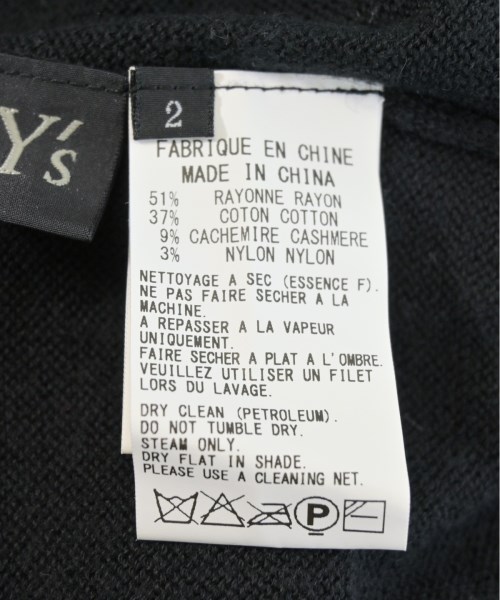 Y's
2
FABRIQUE EN CHINE
MADE IN CHINA
51% RAYONNE RAYON
37% COTON COTTON
9% CACHEMIRE CASHMERE
3% NYLON NYLON
NETTOYAGE A SEC (ESSENCE F).
NE PAS FAIRE SECHER A LA
MACHINE.
A REPASSER A LA VAPEUR
UNIQUEMENT.
FAIRE SECHER A PLAT A L'OMBRE.
VEUILLEZ UTILISER UN FILET
LORS DU LAVAGE.
DRY CLEAN (PETROLEUM).
DO NOT TUMBLE DRY.
STEAM ONLY.
DRY FLAT IN SHADE.
PLEASE USE A CLEANING NET.
P